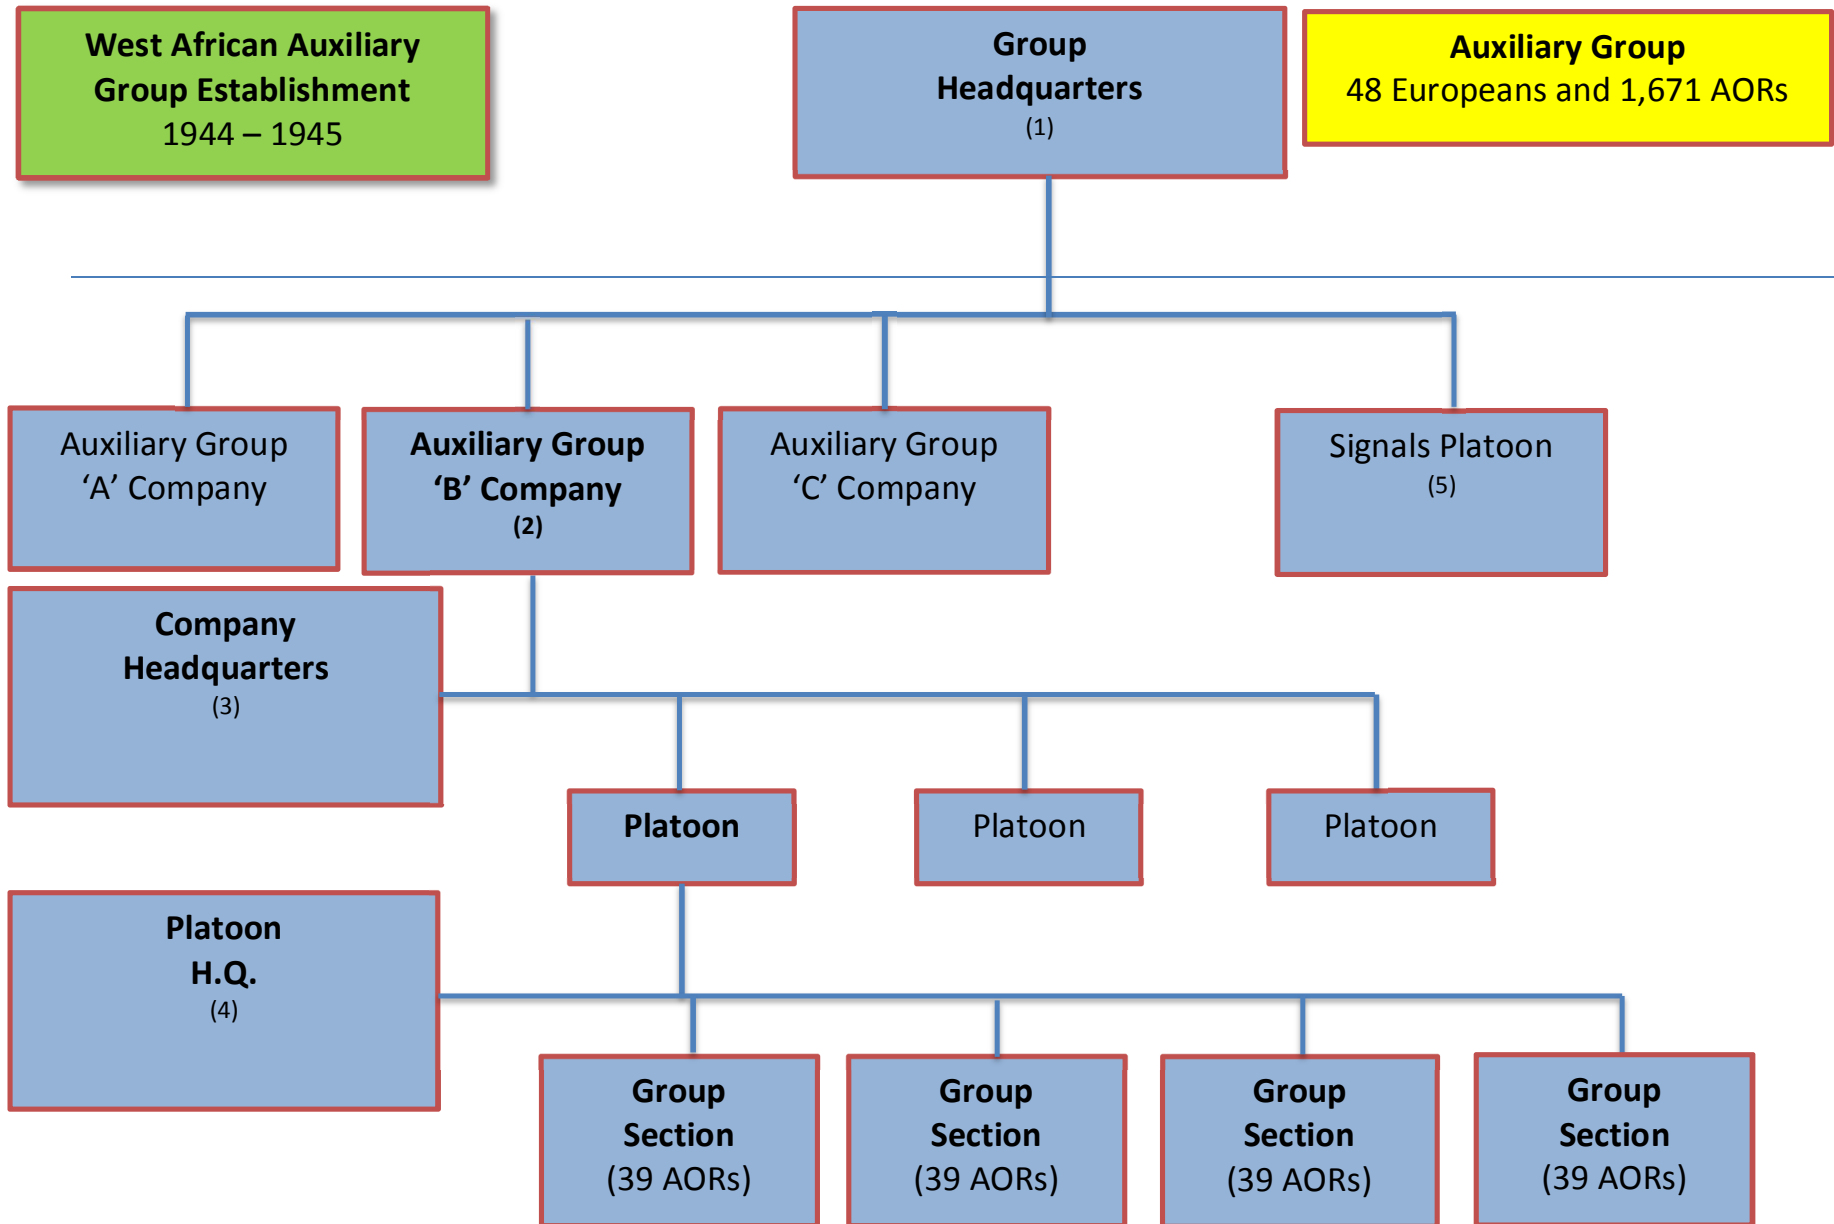 West African Auxiliary
Group Establishment
1944 – 1945
Group
Headquarters
(1)
Auxiliary Group
48 Europeans and 1,671 AORs
Auxiliary Group
‘A’ Company
Auxiliary Group
‘B’ Company
(2)
Auxiliary Group
‘C’ Company
Signals Platoon
(5)
Company
Headquarters
(3)
Platoon
Platoon
Platoon
Platoon
H.Q.
(4)
Group
Section
(39 AORs)
Group
Section
(39 AORs)
Group
Section
(39 AORs)
Group
Section
(39 AORs)